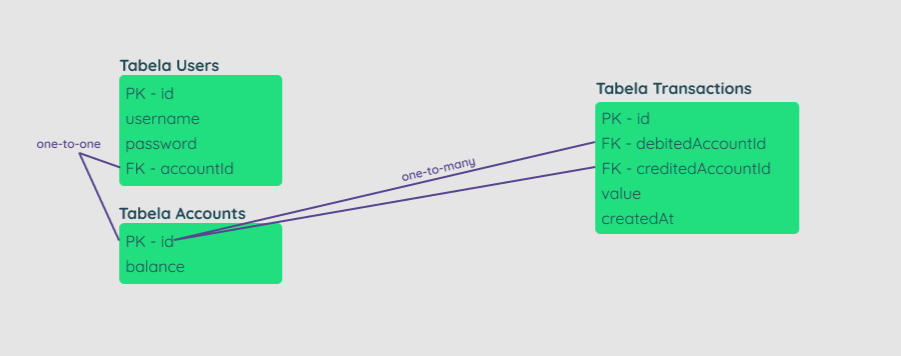 Tabela Users
PK - id
username
password
FK - accountId
one-to-one
Tabela Accounts
PK - id
balance
one-to-many
Tabela Transactions
PK - id
FK - debitedAccountId
FK - creditedAccountId
value
createdAt